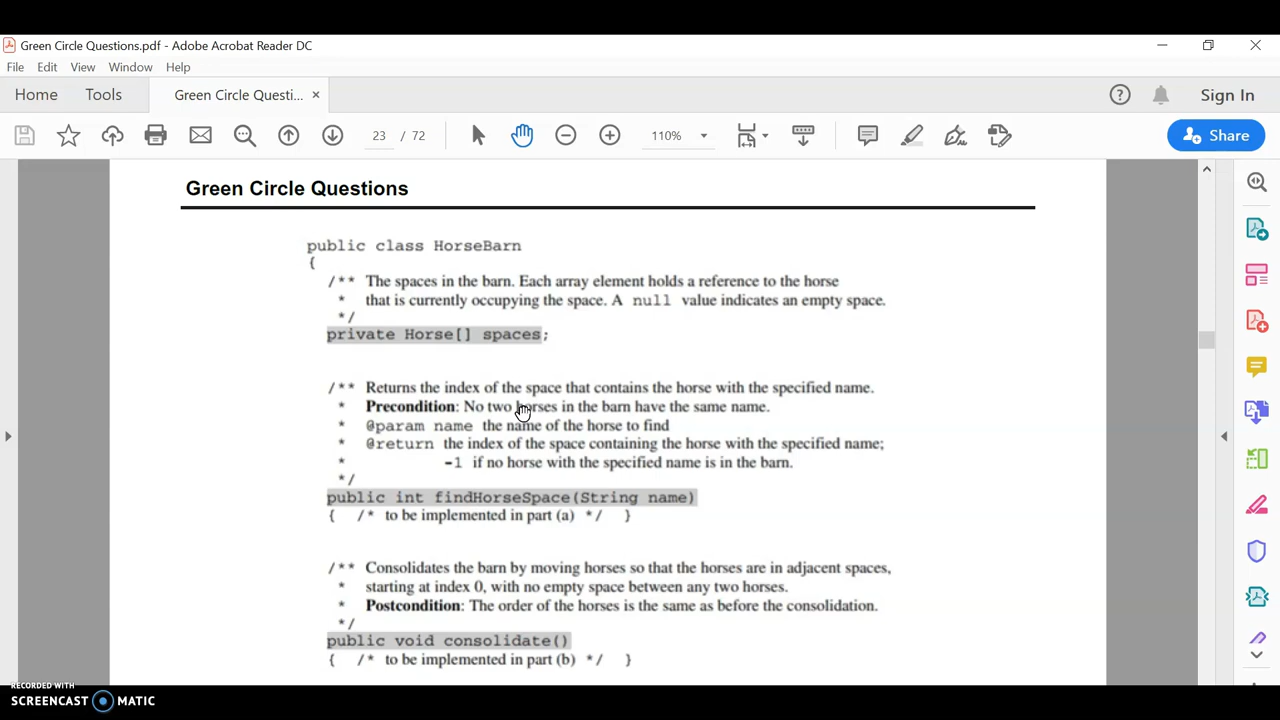 Green Circle Questions.pdf - Adobe Acrobat Reader DC
File Edit View Window Help
Home Tools Green Circle Questi... × Sign In
23 / 72 110% Share
Green Circle Questions
public class HorseBarn
{
/** The spaces in the barn. Each array element holds a reference to the horse
* that is currently occupying the space. A null value indicates an empty space.
*/
private Horse[] spaces;
/** Returns the index of the space that contains the horse with the specified name.
* Precondition: No two horses in the barn have the same name.
* @param name the name of the horse to find
* @return the index of the space containing the horse with the specified name;
* -1 if no horse with the specified name is in the barn.
*/
public int findHorseSpace(String name)
{ /* to be implemented in part (a) */ }
/** Consolidates the barn by moving horses so that the horses are in adjacent spaces,
* starting at index 0, with no empty space between any two horses.
* Postcondition: The order of the horses is the same as before the consolidation.
*/
public void consolidate()
{ /* to be implemented in part (b) */ }
RECORDED WITH
SCREENCAST MATIC